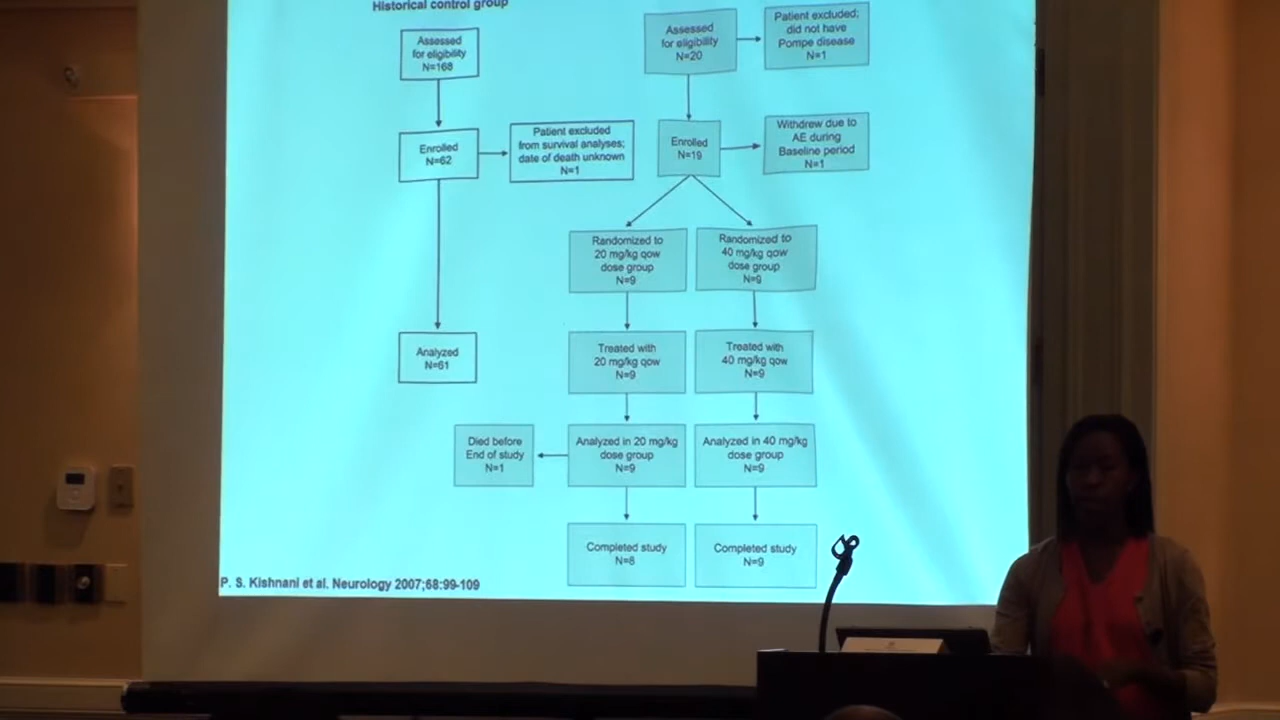 Historical control group
Assessed
for eligibility
N=168
Enrolled
N=62
Patient excluded
from survival analyses;
date of death unknown
N=1
Analyzed
N=61
Assessed
for eligibility
N=20
Patient excluded;
did not have
Pompe disease
N=1
Enrolled
N=19
Withdrew due to
AE during
Baseline period
N=1
Randomized to
20 mg/kg qow
dose group
N=9
Randomized to
40 mg/kg qow
dose group
N=9
Treated with
20 mg/kg qow
N=9
Treated with
40 mg/kg qow
N=9
Died before
End of study
N=1
Analyzed in 20 mg/kg
dose group
N=9
Analyzed in 40 mg/kg
dose group
N=9
Completed study
N=8
Completed study
N=9
P. S. Kishnani et al. Neurology 2007;68:99-109